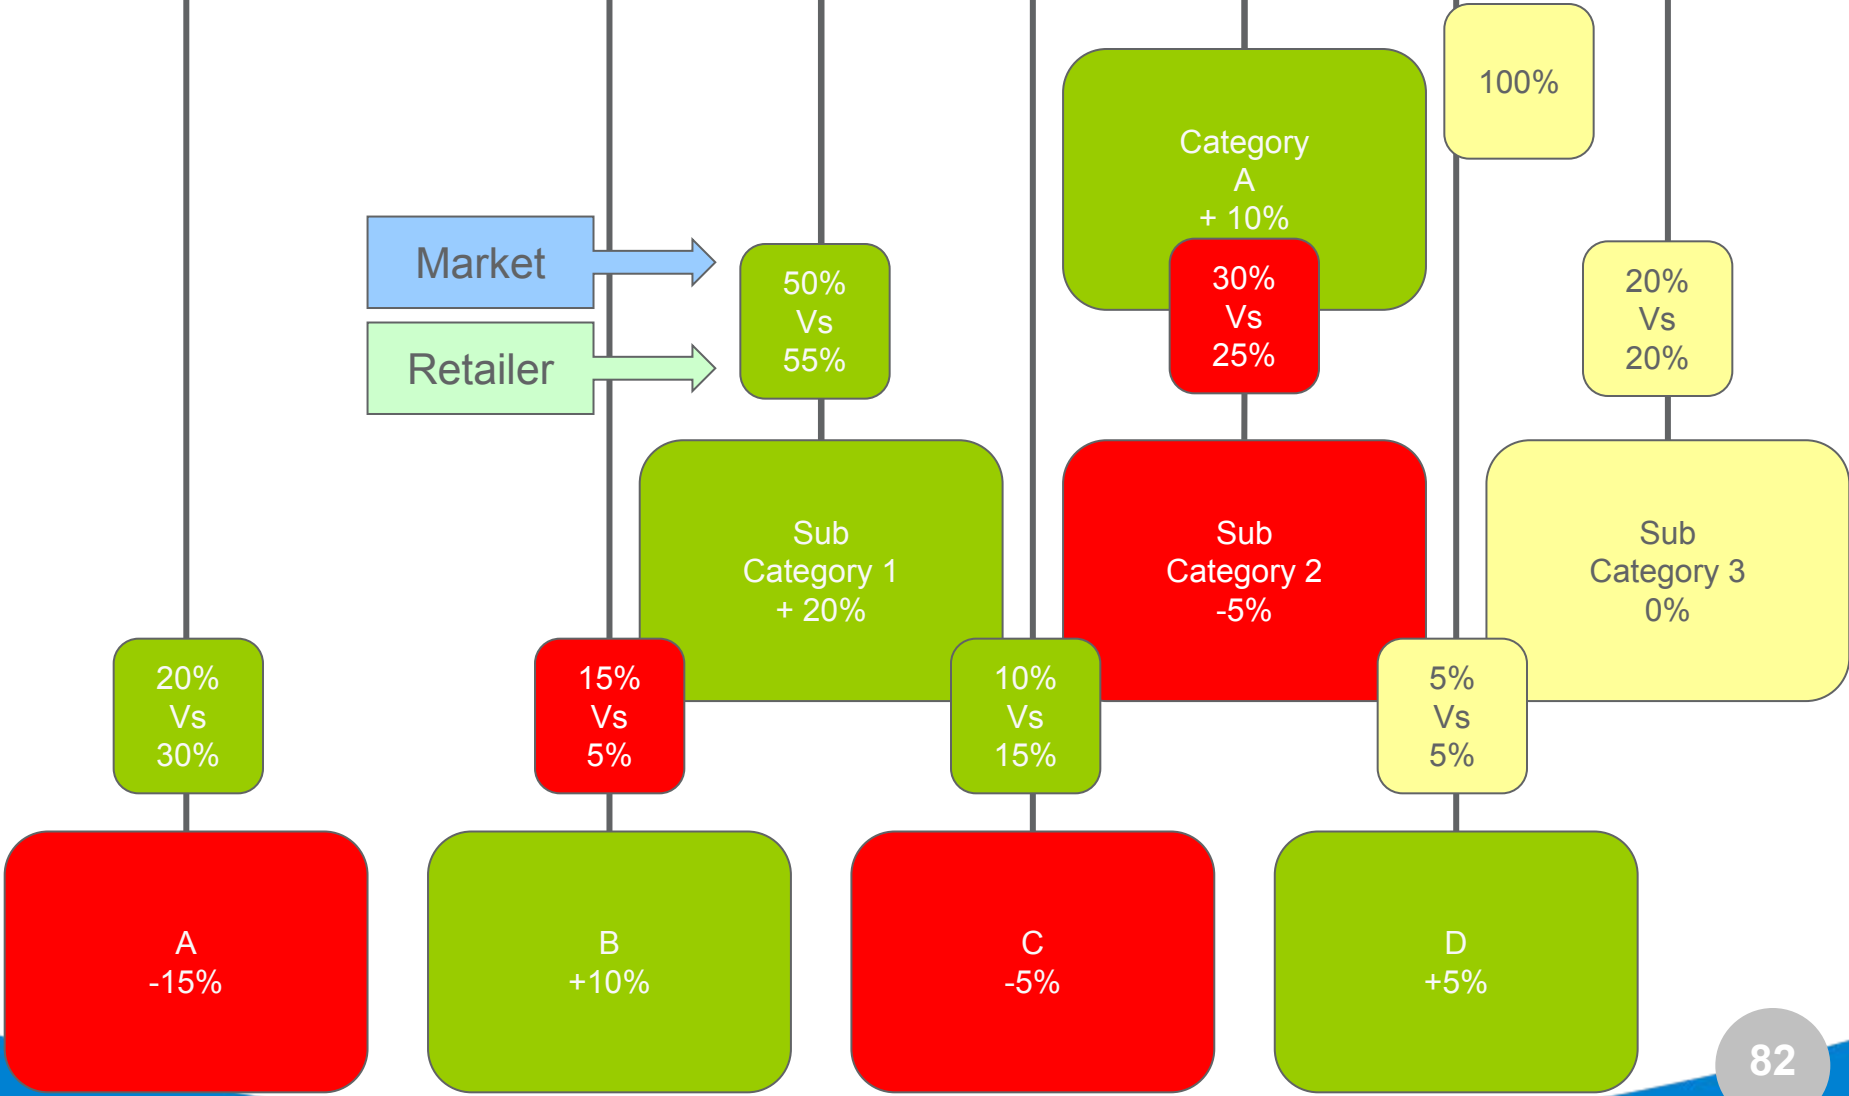 100%
Category
A
+ 10%
Market
Retailer
50%
Vs
55%
30%
Vs
25%
20%
Vs
20%
Sub
Category 1
+ 20%
Sub
Category 2
-5%
Sub
Category 3
0%
20%
Vs
30%
15%
Vs
5%
10%
Vs
15%
5%
Vs
5%
A
-15%
B
+10%
C
-5%
D
+5%
82